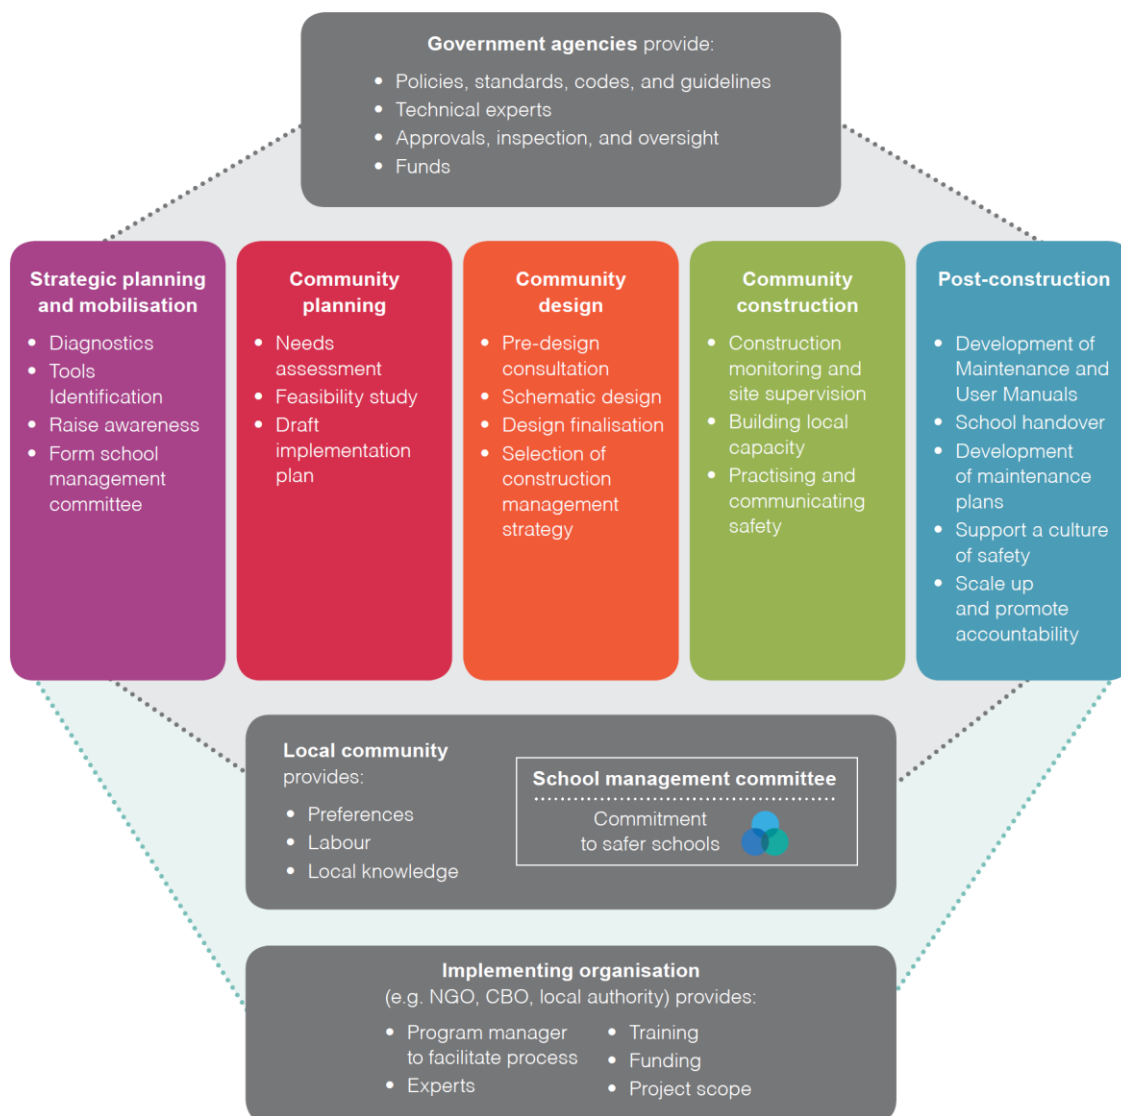 Government agencies provide:
• Policies, standards, codes, and guidelines
• Technical experts
• Approvals, inspection, and oversight
• Funds
Strategic planning
and mobilisation
• Diagnostics
• Tools
Identification
• Raise awareness
• Form school
management
committee
Community
planning
• Needs
assessment
• Feasibility study
• Draft
implementation
plan
Community
design
• Pre-design
consultation
• Schematic design
• Design finalisation
• Selection of
construction
management
strategy
Community
construction
• Construction
monitoring and
site supervision
• Building local
capacity
• Practising and
communicating
safety
Post-construction
• Development of
Maintenance and
User Manuals
• School handover
• Development
of maintenance
plans
• Support a culture
of safety
• Scale up
and promote
accountability
Local community
provides:
• Preferences
• Labour
• Local knowledge
School management committee
Commitment
to safer schools
Implementing organisation
(e.g. NGO, CBO, local authority) provides:
• Program manager
to facilitate process
• Experts
• Training
• Funding
• Project scope